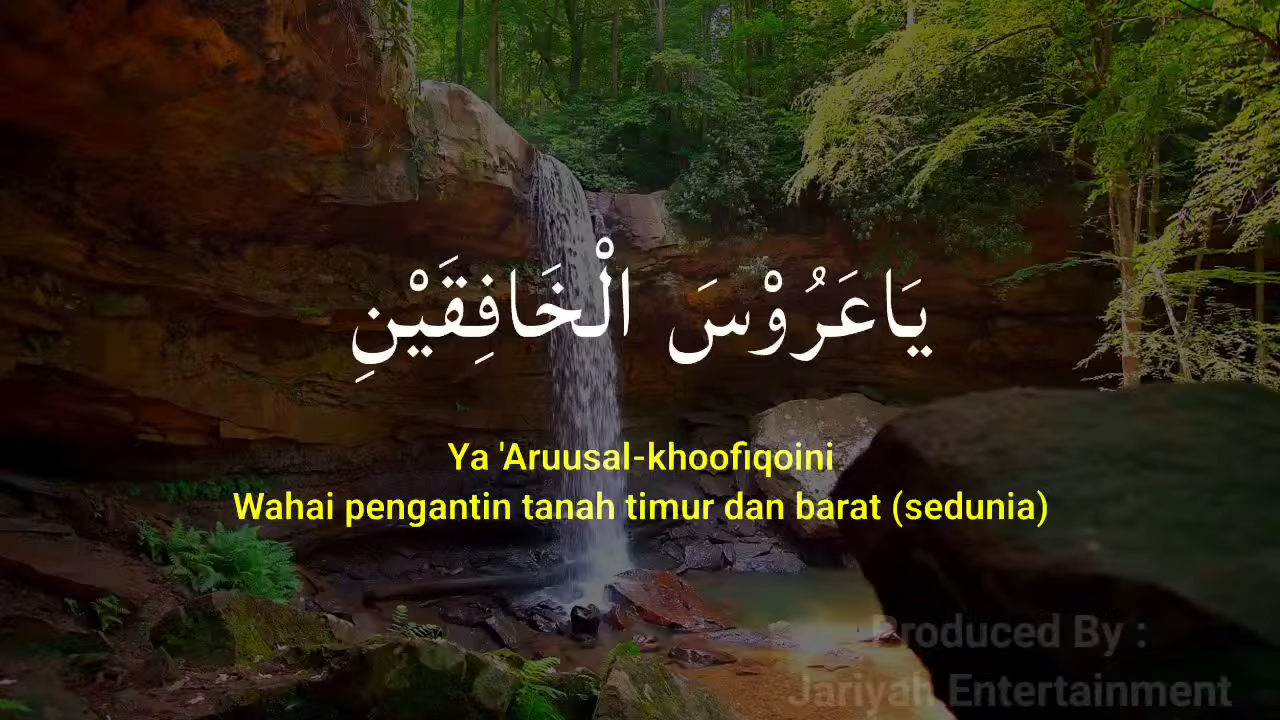 يَاعَرُوْسَ الْخَافِقَيْنِ
Ya 'Aruusal-khoofiqoini
Wahai pengantin tanah timur dan barat (sedunia)
Produced By :
Jariyah Entertainment